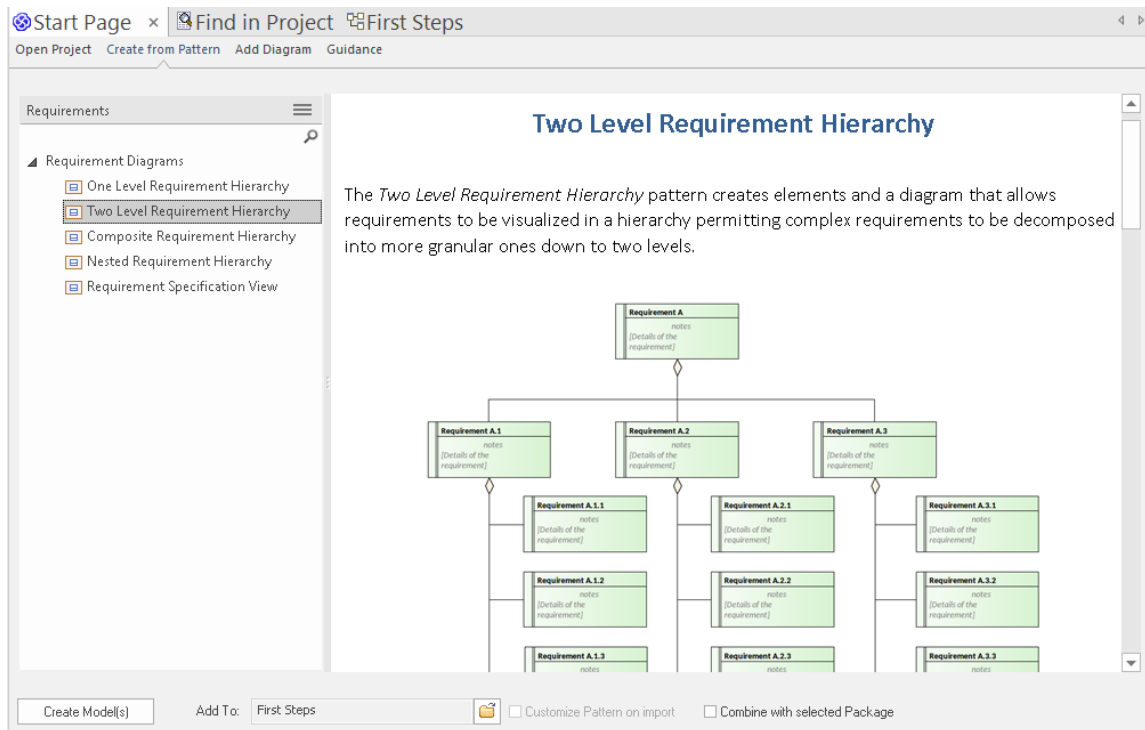 Start Page × Find in Project First Steps
Open Project Create from Pattern Add Diagram Guidance
Requirements
Requirement Diagrams
One Level Requirement Hierarchy
Two Level Requirement Hierarchy
Composite Requirement Hierarchy
Nested Requirement Hierarchy
Requirement Specification View
Two Level Requirement Hierarchy
The Two Level Requirement Hierarchy pattern creates elements and a diagram that allows
requirements to be visualized in a hierarchy permitting complex requirements to be decomposed
into more granular ones down to two levels.
Requirement A
notes
[Details of the
requirement]
Requirement A.1
notes
[Details of the
requirement]
Requirement A.2
notes
[Details of the
requirement]
Requirement A.3
notes
[Details of the
requirement]
Requirement A.1.1
notes
[Details of the
requirement]
Requirement A.2.1
notes
[Details of the
requirement]
Requirement A.3.1
notes
[Details of the
requirement]
Requirement A.1.2
notes
[Details of the
requirement]
Requirement A.2.2
notes
[Details of the
requirement]
Requirement A.3.2
notes
[Details of the
requirement]
Requirement A.1.3
notes
Requirement A.2.3
notes
Requirement A.3.3
notes
Create Model(s) Add To: First Steps Customize Pattern on import Combine with selected Package